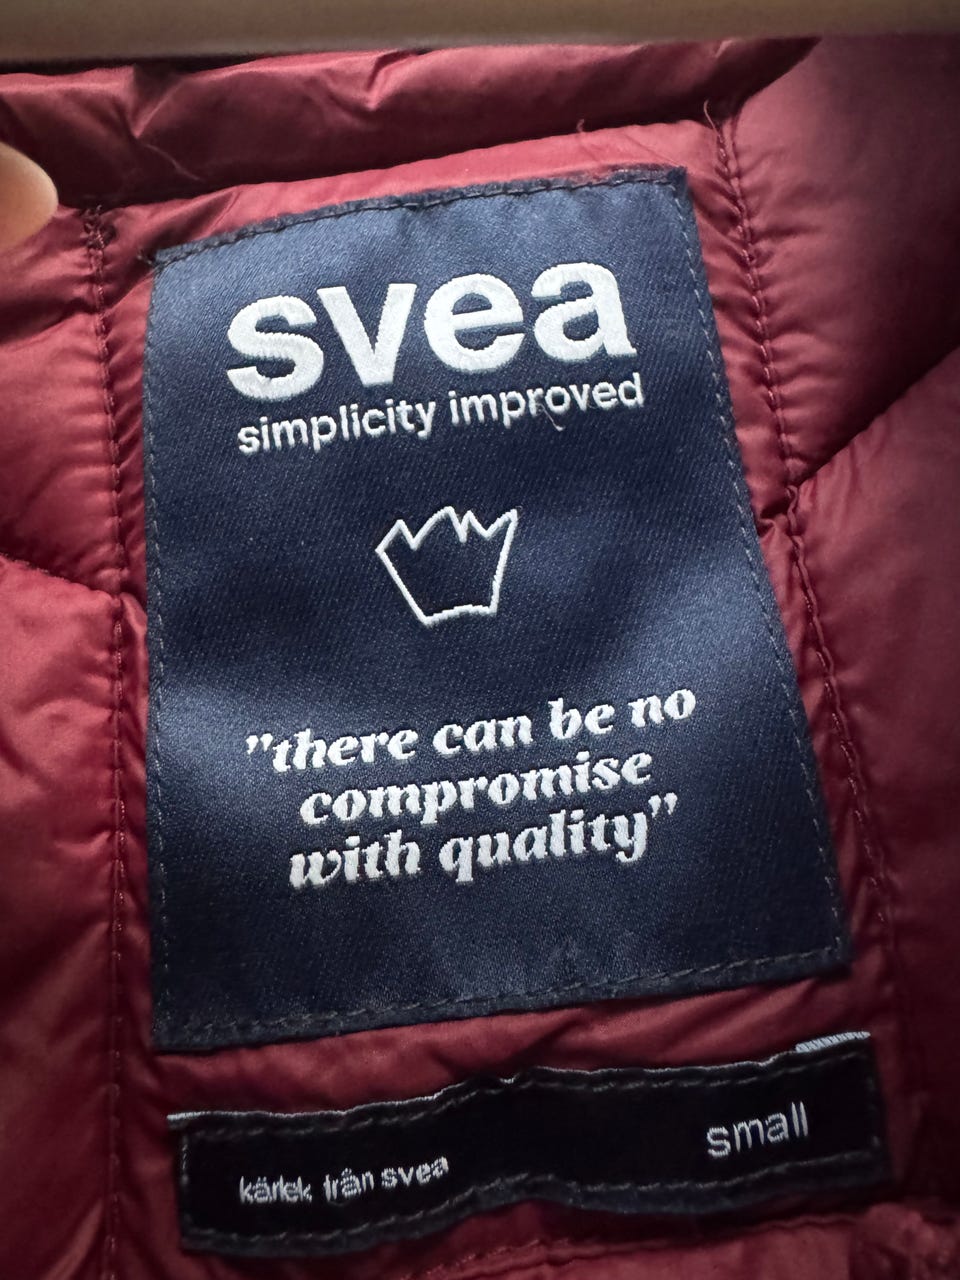 svea
simplicity improved
"there can be no
compromise
with quality"
kärlek från svea
small